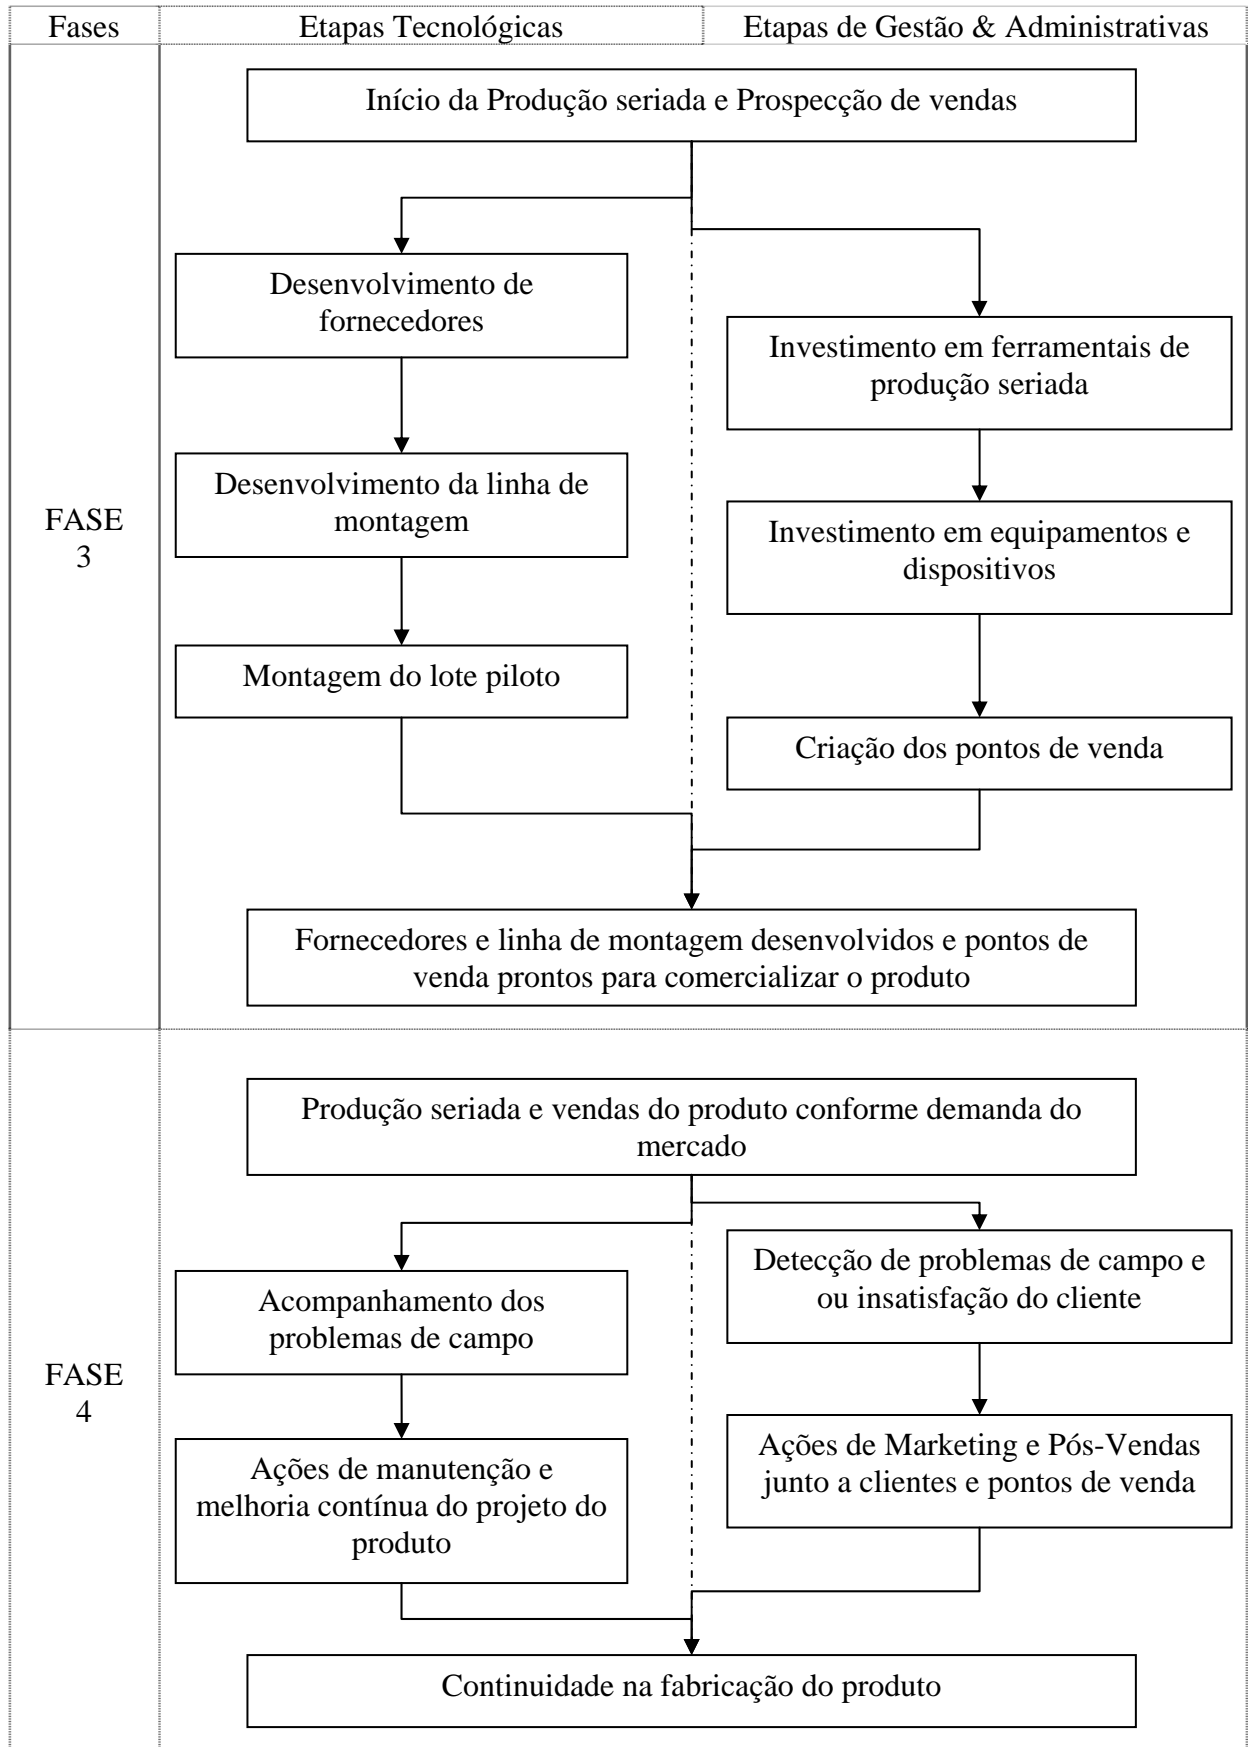 Fases
Etapas Tecnológicas
Etapas de Gestão & Administrativas
FASE
3
Início da Produção seriada e Prospecção de vendas
Desenvolvimento de
fornecedores
Investimento em ferramentais de
produção seriada
Desenvolvimento da linha de
montagem
Investimento em equipamentos e
dispositivos
Montagem do lote piloto
Criação dos pontos de venda
Fornecedores e linha de montagem desenvolvidos e pontos de
venda prontos para comercializar o produto
FASE
4
Produção seriada e vendas do produto conforme demanda do
mercado
Acompanhamento dos
problemas de campo
Detecção de problemas de campo e
ou insatisfação do cliente
Ações de manutenção e
melhoria contínua do projeto do
produto
Ações de Marketing e Pós-Vendas
junto a clientes e pontos de venda
Continuidade na fabricação do produto